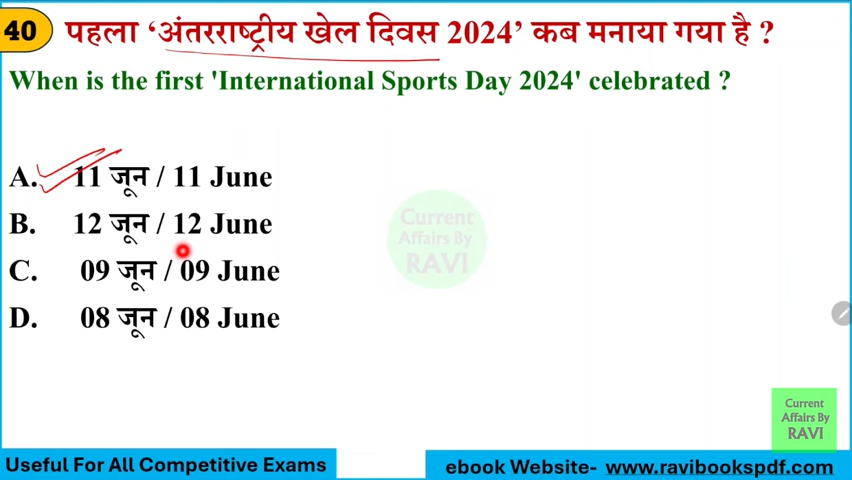 40 पहला ‘अंतरराष्ट्रीय खेल दिवस 2024’ कब मनाया गया है ?
When is the first 'International Sports Day 2024' celebrated ?
A. 11 जून / 11 June
B. 12 जून / 12 June
C. 09 जून / 09 June
D. 08 जून / 08 June
Current
Affairs By
RAVI
Current
Affairs By
RAVI
Useful For All Competitive Exams
ebook Website- www.ravibookspdf.com